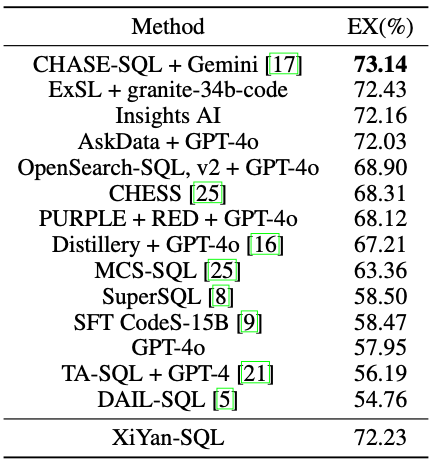 Method EX(%)
CHASE-SQL + Gemini [17] 73.14
ExSL + granite-34b-code 72.43
Insights AI 72.16
AskData + GPT-4o 72.03
OpenSearch-SQL, v2 + GPT-4o 68.90
CHESS [25] 68.31
PURPLE + RED + GPT-4o 68.12
Distillery + GPT-4o [16] 67.21
MCS-SQL [25] 63.36
SuperSQL [8] 58.50
SFT CodeS-15B [9] 58.47
GPT-4o 57.95
TA-SQL + GPT-4 [21] 56.19
DAIL-SQL [5] 54.76
XiYan-SQL 72.23